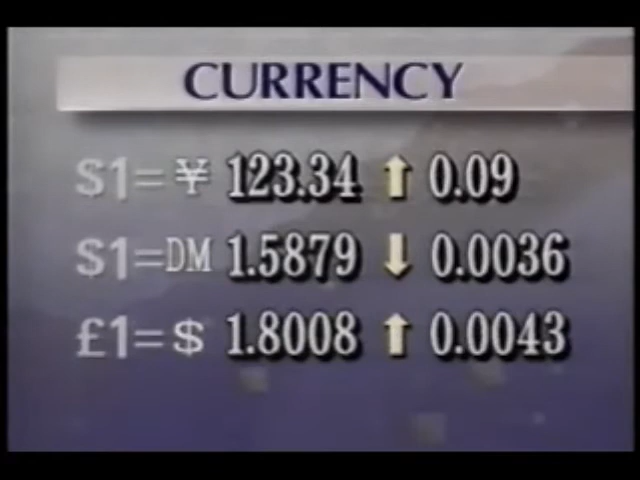 CURRENCY
$1=¥ 123.34 ⬆ 0.09
$1=DM 1.5879 ⬇ 0.0036
£1=$ 1.8008 ⬆ 0.0043